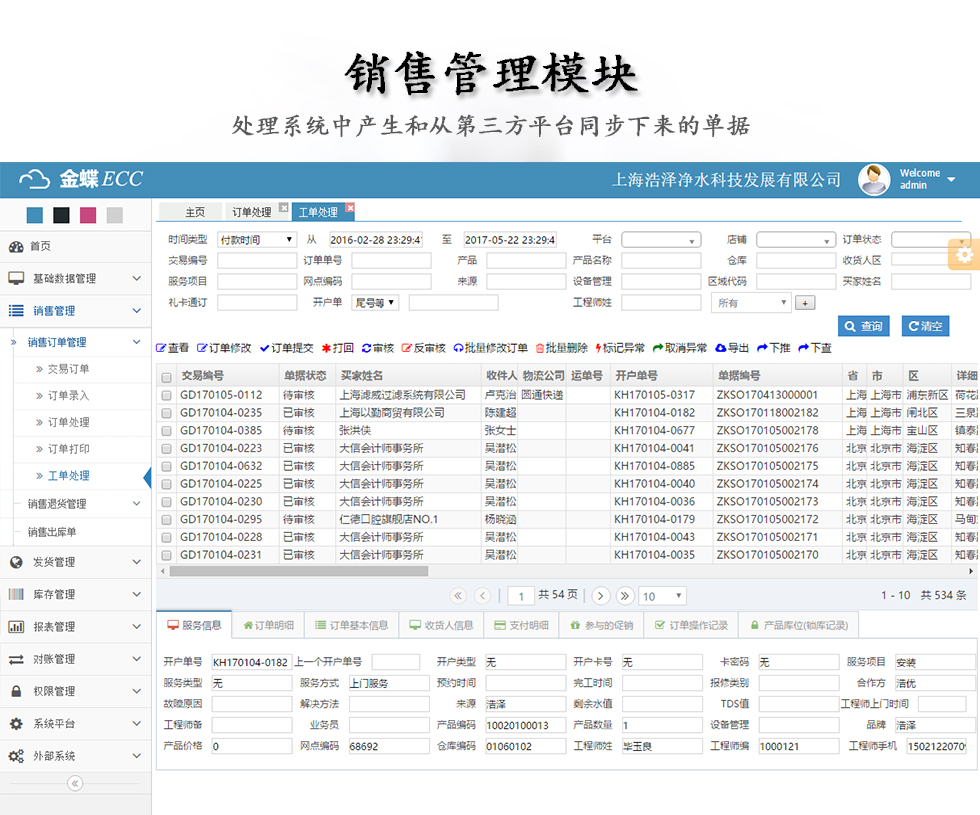 销售管理模块
处理系统中产生和从第三方平台同步下来的单据
金蝶ECC
上海浩泽净水科技发展有限公司
Welcome
admin
主页 订单处理 工单处理
首页
基础数据管理
销售管理
销售订单管理
交易订单
订单录入
订单处理
订单打印
工单处理
销售退货管理
销售出库单
发货管理
库存管理
报表管理
对账管理
权限管理
系统平台
外部系统
时间类型 付款时间 从 2016-02-28 23:29:4 至 2017-05-22 23:29:4 平台 店铺 订单状态
交易编号 订单单号 产品 产品名称 仓库 收货人区
服务项目 网点编码 来源 设备管理 区域代码 买家姓名
礼卡通订 开户单 尾号等 工程师姓 所有 +
查询 清空
查看 订单修改 订单提交 打回 审核 反审核 批量修改订单 批量删除 标记异常 取消异常 导出 下推 下查
交易编号 单据状态 买家姓名 收件人 物流公司 运单号 开户单号 单据编号 省 市 区 详细
GD170105-0112 待审核 上海滤威过滤系统有限公司 卢克治 圆通快递 KH170105-0317 ZKSO170413000001 上海 上海市 浦东新区 荷花
GD170104-0235 已审核 上海以勤商贸有限公司 陈建超 KH170104-0182 ZKSO170118002182 上海 上海市 闸北区 三泉
GD170104-0385 待审核 张洪侠 张女士 KH170104-0677 ZKSO170105002178 上海 上海市 宝山区 镇泰
GD170104-0223 已审核 大信会计师事务所 吴潜松 KH170104-0041 ZKSO170105002176 北京 北京市 海淀区 知春
GD170104-0632 已审核 大信会计师事务所 吴潜松 KH170104-0885 ZKSO170105002175 北京 北京市 海淀区 知春
GD170104-0225 已审核 大信会计师事务所 吴潜松 KH170104-0040 ZKSO170105002174 北京 北京市 海淀区 知春
GD170104-0230 已审核 大信会计师事务所 吴潜松 KH170104-0036 ZKSO170105002173 北京 北京市 海淀区 知春
GD170104-0295 待审核 仁德口腔旗舰店NO.1 杨晓涵 KH170104-0179 ZKSO170105002172 北京 北京市 海淀区 马甸
GD170104-0228 已审核 大信会计师事务所 吴潜松 KH170104-0043 ZKSO170105002171 北京 北京市 海淀区 知春
GD170104-0231 已审核 大信会计师事务所 吴潜松 KH170104-0035 ZKSO170105002170 北京 北京市 海淀区 知春
1 共 54 页 10 1 - 10 共 534 条
服务信息 订单明细 订单基本信息 收货人信息 支付明细 参与的促销 订单操作记录 产品库位(锁库记录)
开户单号 KH170104-0182 上一个开户单号 开户类型 无 开户卡号 无 卡密码 无 服务项目 安装
服务类型 无 服务方式 上门服务 预约时间 完工时间 报修类别 合作方 浩优
故障原因 解决方法 来源 浩泽 剩余水值 TDS值 工程师上门时间
工程师备 业务员 产品编码 10020100013 产品数量 1 设备管理 品牌 浩泽
产品价格 0 网点编码 68692 仓库编码 01060102 工程师姓 毕玉良 工程师编 1000121 工程师手机 1502122070